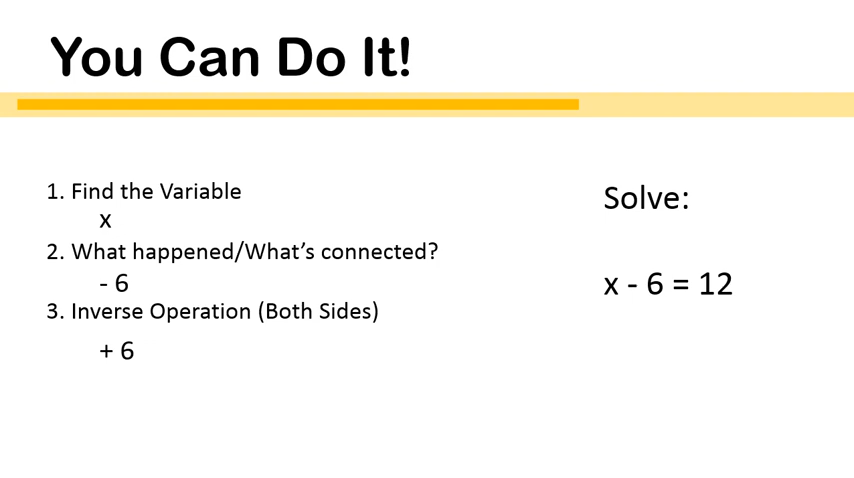 You Can Do It!
1. Find the Variable
x
2. What happened/What’s connected?
- 6
3. Inverse Operation (Both Sides)
+ 6
Solve:
x - 6 = 12